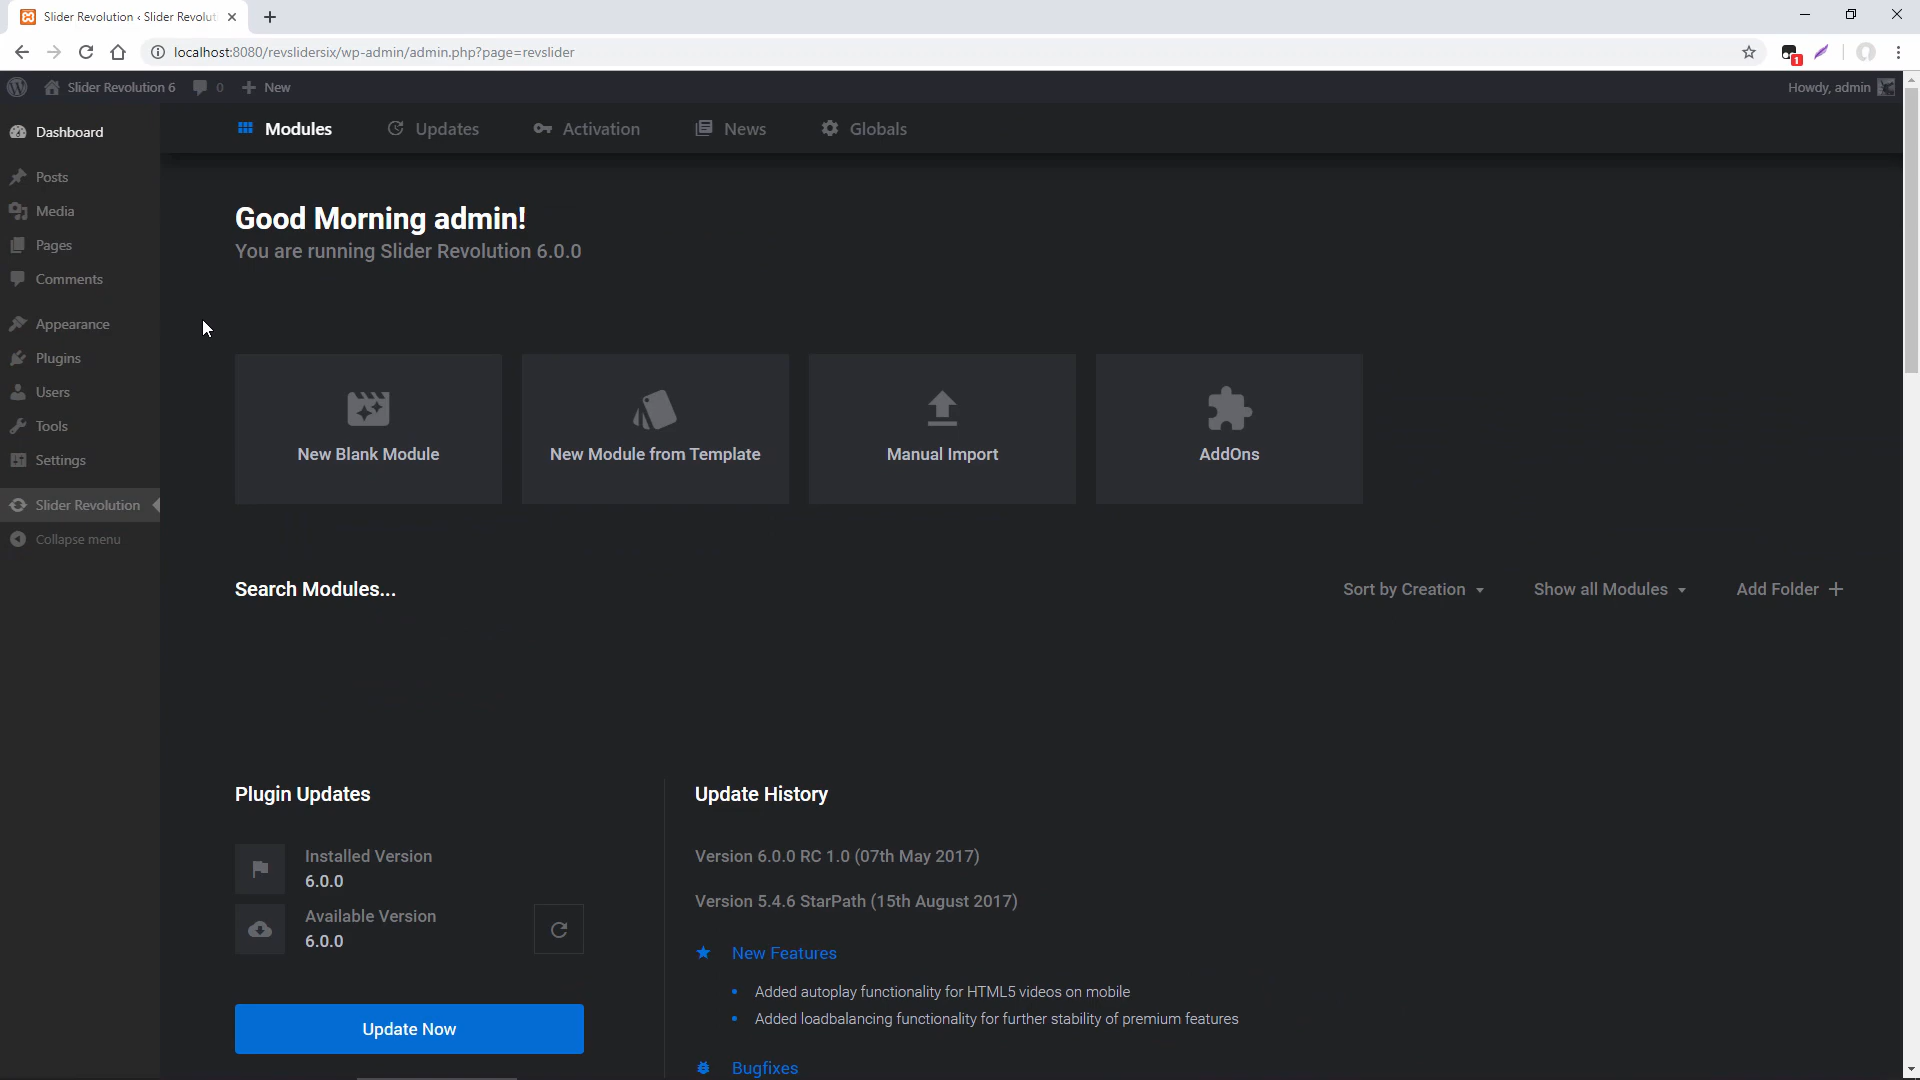 Slider Revolution ‹ Slider Revolut
localhost:8080/revslidersix/wp-admin/admin.php?page=revslider
1
Slider Revolution 6
0
New
Howdy, admin
Dashboard
Posts
Media
Pages
Comments
Appearance
Plugins
Users
Tools
Settings
Slider Revolution
Collapse menu
Modules
Updates
Activation
News
Globals
Good Morning admin!
You are running Slider Revolution 6.0.0
New Blank Module
New Module from Template
Manual Import
AddOns
Search Modules...
Sort by Creation
Show all Modules
Add Folder
Plugin Updates
Installed Version
6.0.0
Available Version
6.0.0
Update Now
Update History
Version 6.0.0 RC 1.0 (07th May 2017)
Version 5.4.6 StarPath (15th August 2017)
New Features
Added autoplay functionality for HTML5 videos on mobile
Added loadbalancing functionality for further stability of premium features
Bugfixes